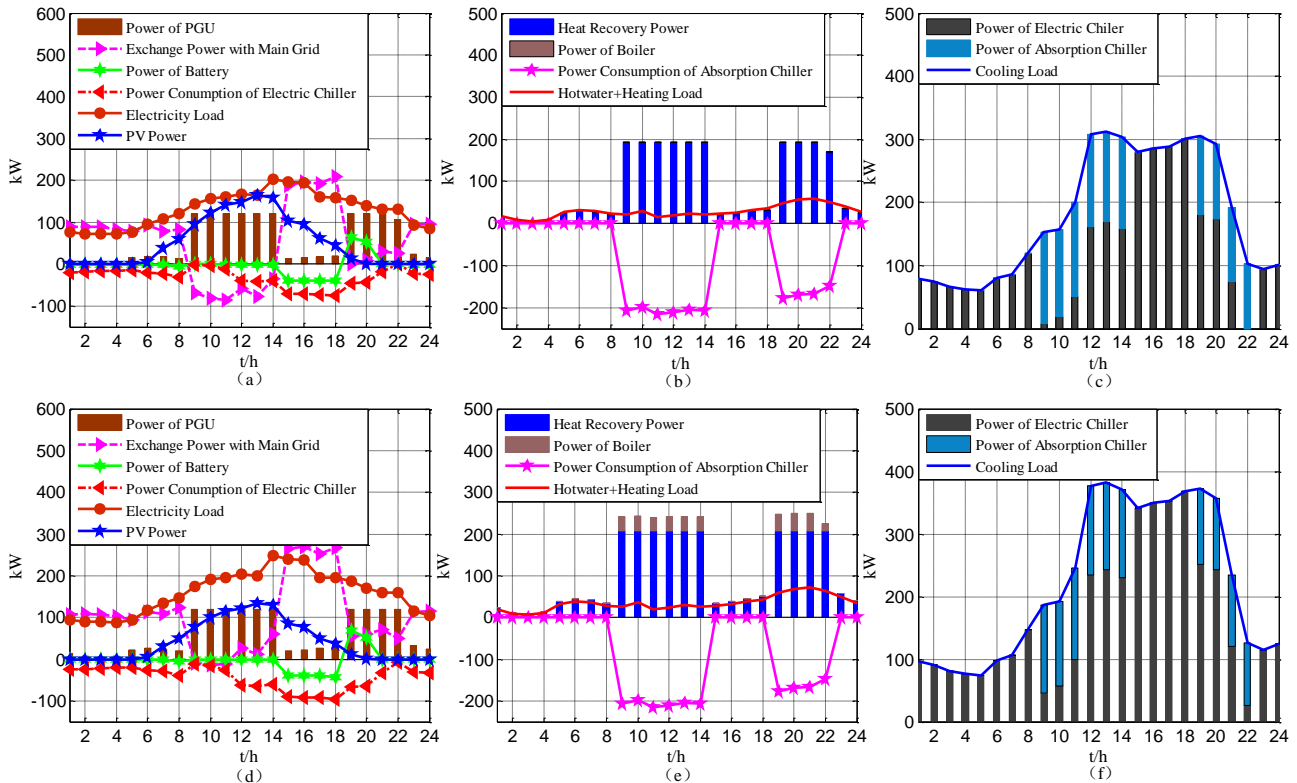 600
500
400
300
200
100
0
-100
kW
Power of PGU
Exchange Power with Main Grid
Power of Battery
Power Conumption of Electric Chiller
Electricity Load
PV Power
2 4 6 8 10 12 14 16 18 20 22 24
t/h
(a)
500
400
300
200
100
0
-100
-200
kW
Heat Recovery Power
Power of Boiler
Power Consumption of Absorption Chiller
Hotwater+Heating Load
2 4 6 8 10 12 14 16 18 20 22 24
t/h
(b)
500
400
300
200
100
0
kW
Power of Electric Chiler
Power of Absorption Chiller
Cooling Load
2 4 6 8 10 12 14 16 18 20 22 24
t/h
(c)
600
500
400
300
200
100
0
-100
kW
Power of PGU
Exchange Power with Main Grid
Power of Battery
Power Conumption of Electric Chiller
Electricity Load
PV Power
2 4 6 8 10 12 14 16 18 20 22 24
t/h
(d)
500
400
300
200
100
0
-100
-200
kW
Heat Recovery Power
Power of Boiler
Power Consumption of Absorption Chiller
Hotwater+Heating Load
2 4 6 8 10 12 14 16 18 20 22 24
t/h
(e)
500
400
300
200
100
0
kW
Power of Electric Chiller
Power of Absorption Chiller
Cooling Load
2 4 6 8 10 12 14 16 18 20 22 24
t/h
(f)